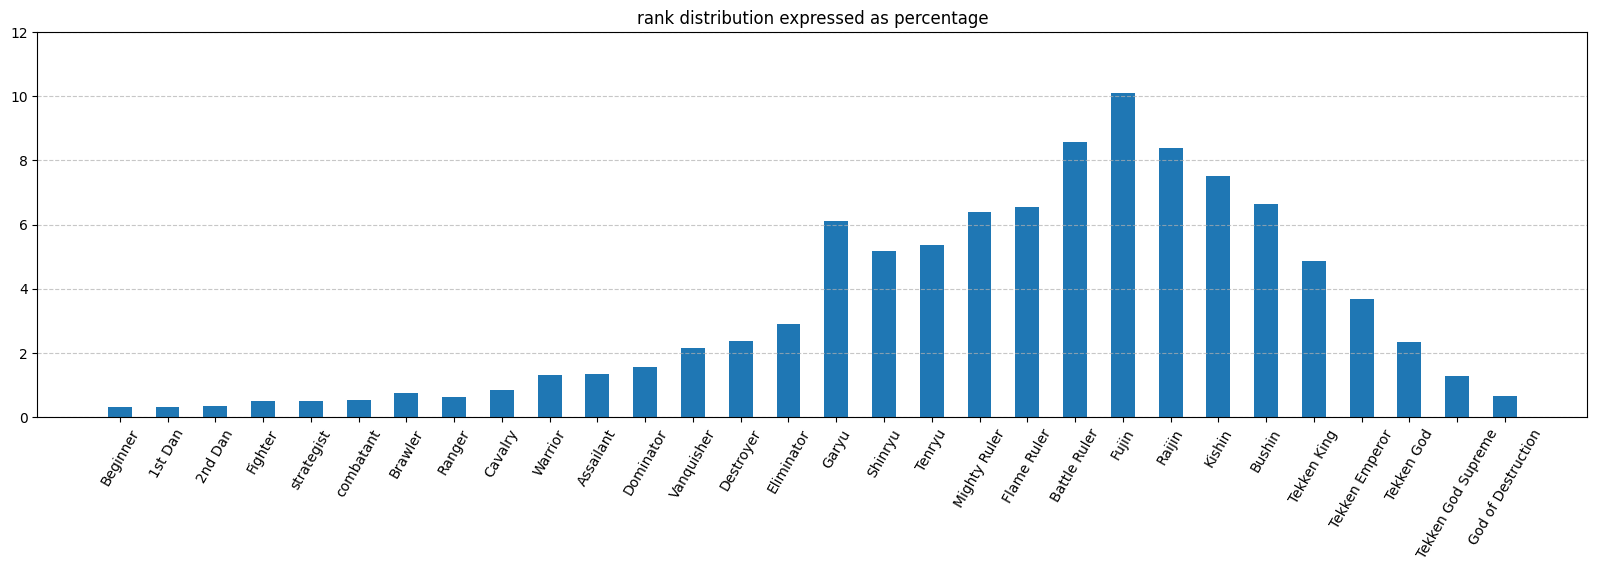 rank distribution expressed as percentage
12
10
8
6
4
2
0
Beginner
1st Dan
2nd Dan
Fighter
strategist
combatant
Brawler
Ranger
Cavalry
Warrior
Assailant
Dominator
Vanquisher
Destroyer
Eliminator
Garyu
Shinryu
Tenryu
Mighty Ruler
Flame Ruler
Battle Ruler
Fujin
Raijin
Kishin
Bushin
Tekken King
Tekken Emperor
Tekken God
Tekken God Supreme
God of Destruction